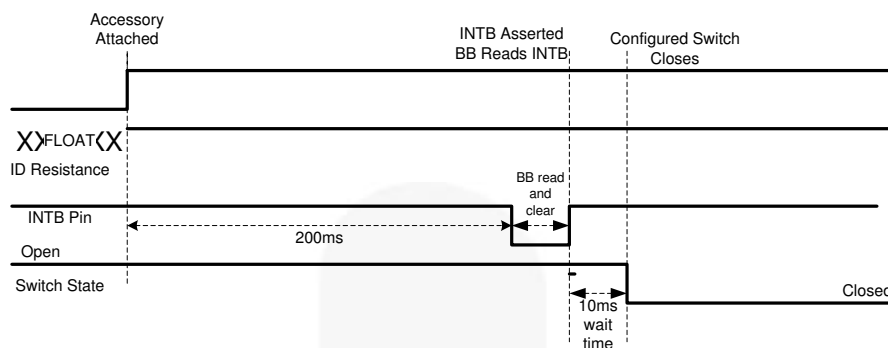 Accessory
Attached
INTB Asserted
BB Reads INTB
Configured Switch
Closes
FLOAT
ID Resistance
BB read
and
clear
INTB Pin
200ms
Open
Switch State
Closed
10ms
wait
time